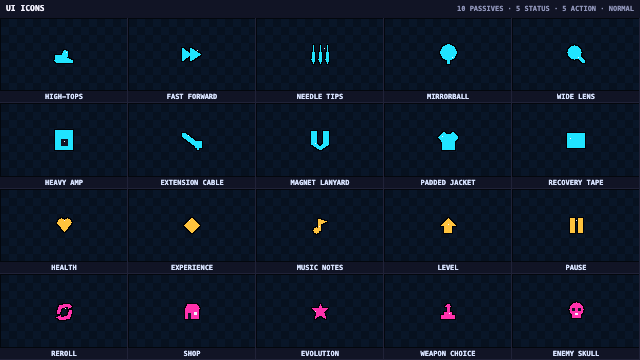 UI ICONS
10 PASSIVES · 5 STATUS · 5 ACTION · NORMAL
HIGH-TOPS
FAST FORWARD
NEEDLE TIPS
MIRRORBALL
WIDE LENS
HEAVY AMP
EXTENSION CABLE
MAGNET LANYARD
PADDED JACKET
RECOVERY TAPE
HEALTH
EXPERIENCE
MUSIC NOTES
LEVEL
PAUSE
REROLL
SHOP
EVOLUTION
WEAPON CHOICE
ENEMY SKULL